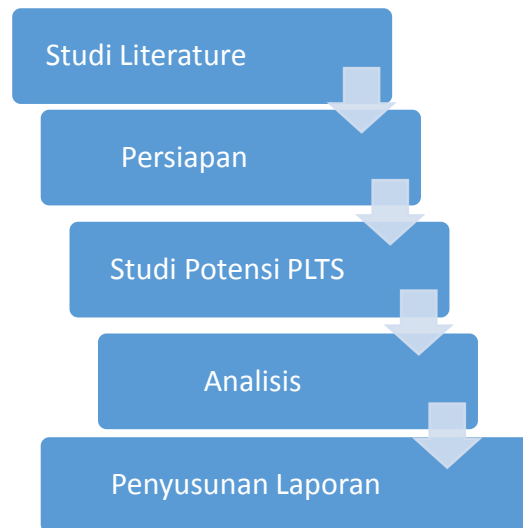 Studi Literature
Persiapan
Studi Potensi PLTS
Analisis
Penyusunan Laporan